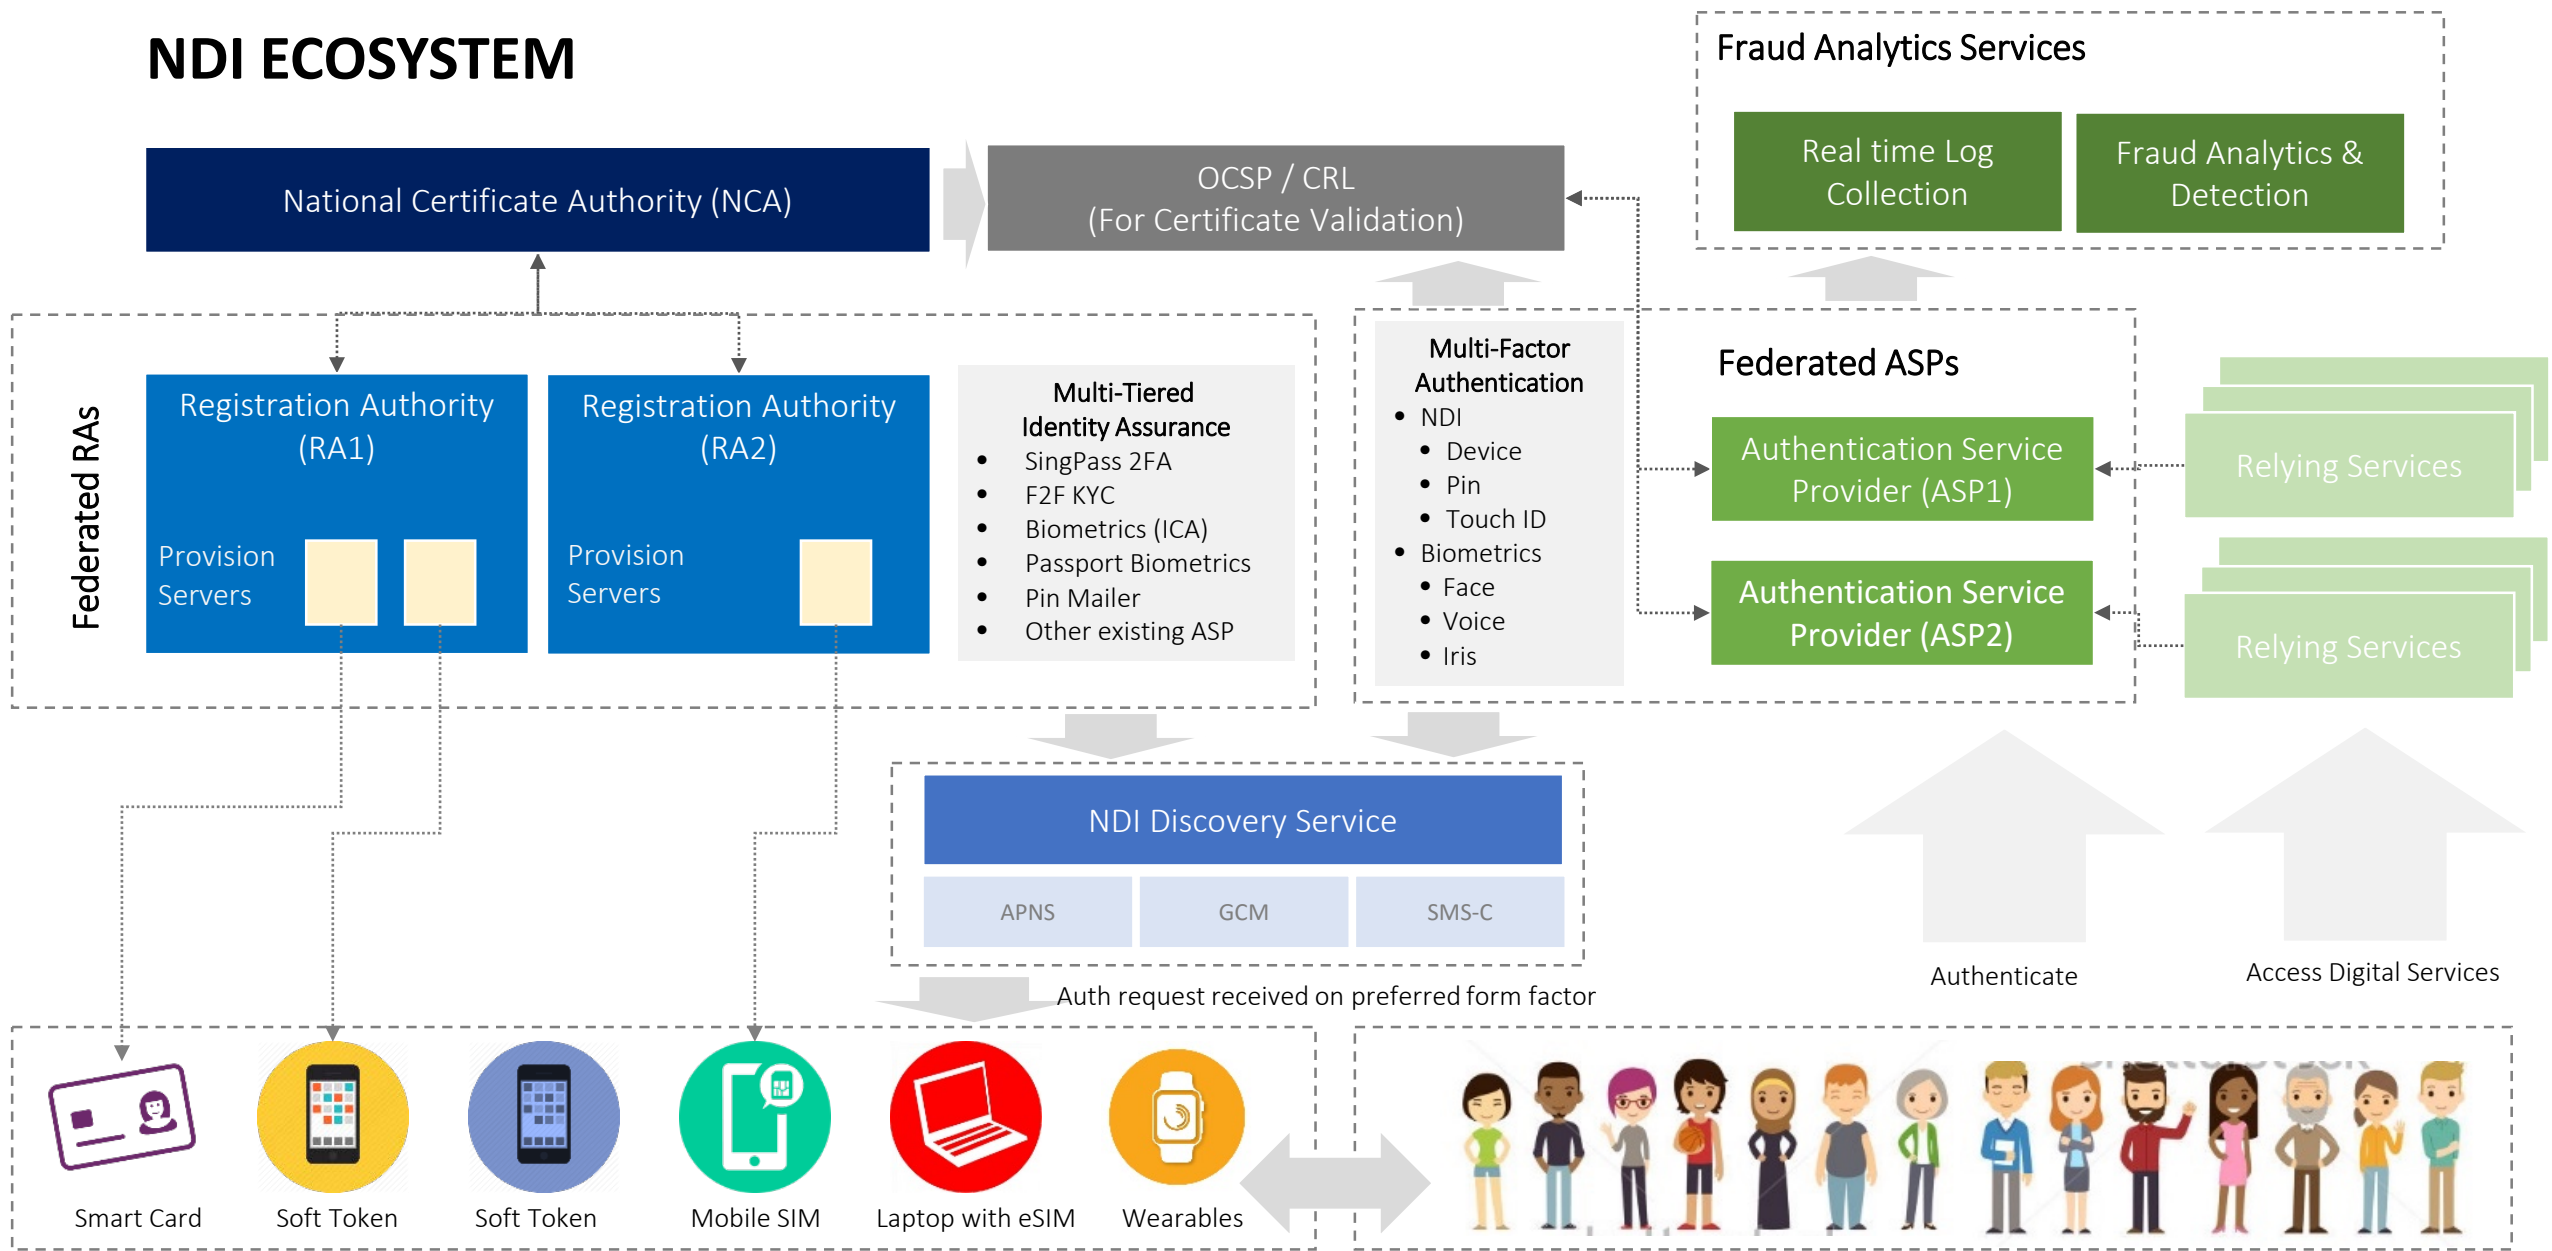 NDI ECOSYSTEM
Fraud Analytics Services
Real time Log
Collection
Fraud Analytics &
Detection
National Certificate Authority (NCA)
OCSP / CRL
(For Certificate Validation)
Federated RAs
Registration Authority
(RA1)
Provision
Servers
Registration Authority
(RA2)
Provision
Servers
Multi-Tiered
Identity Assurance
• SingPass 2FA
• F2F KYC
• Biometrics (ICA)
• Passport Biometrics
• Pin Mailer
• Other existing ASP
Multi-Factor
Authentication
• NDI
• Device
• Pin
• Touch ID
• Biometrics
• Face
• Voice
• Iris
Federated ASPs
Authentication Service
Provider (ASP1)
Authentication Service
Provider (ASP2)
Relying Services
Relying Services
NDI Discovery Service
APNS
GCM
SMS-C
Authenticate
Access Digital Services
Auth request received on preferred form factor
Smart Card
Soft Token
Soft Token
Mobile SIM
Laptop with eSIM
Wearables